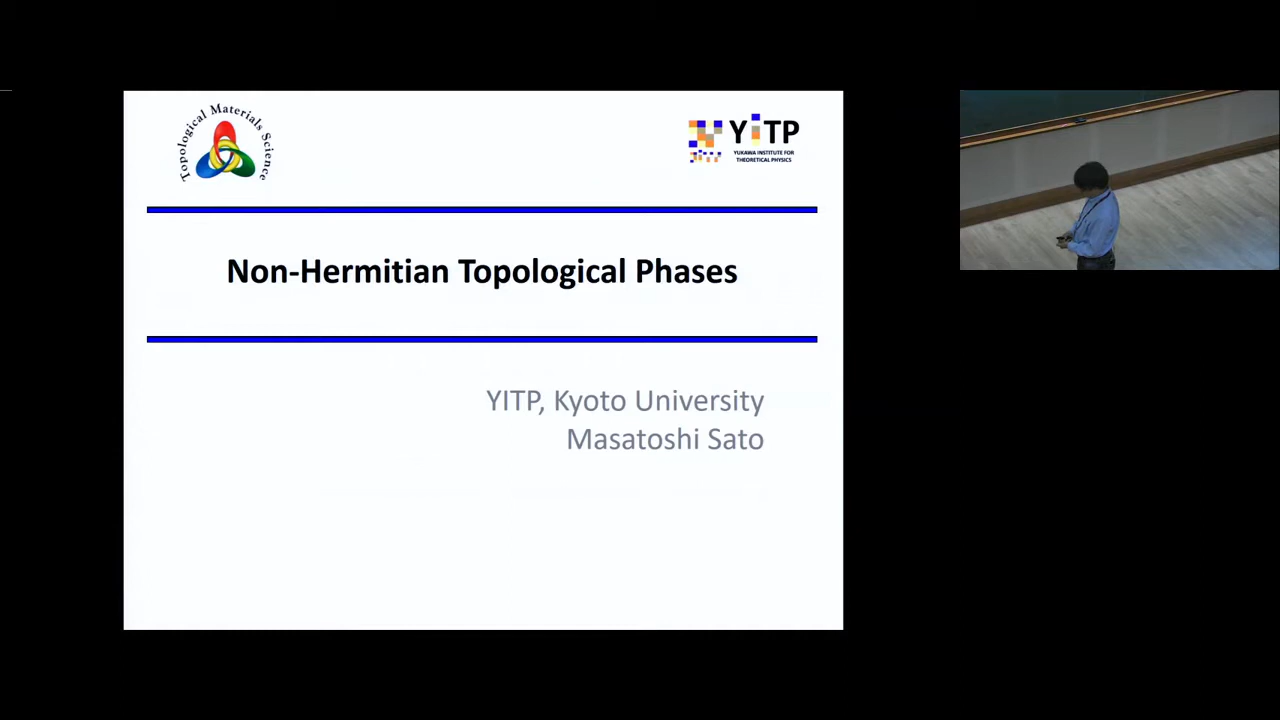 Topological Materials Science
YiTP
YUKAWA INSTITUTE FOR
THEORETICAL PHYSICS
Non-Hermitian Topological Phases
YITP, Kyoto University
Masatoshi Sato